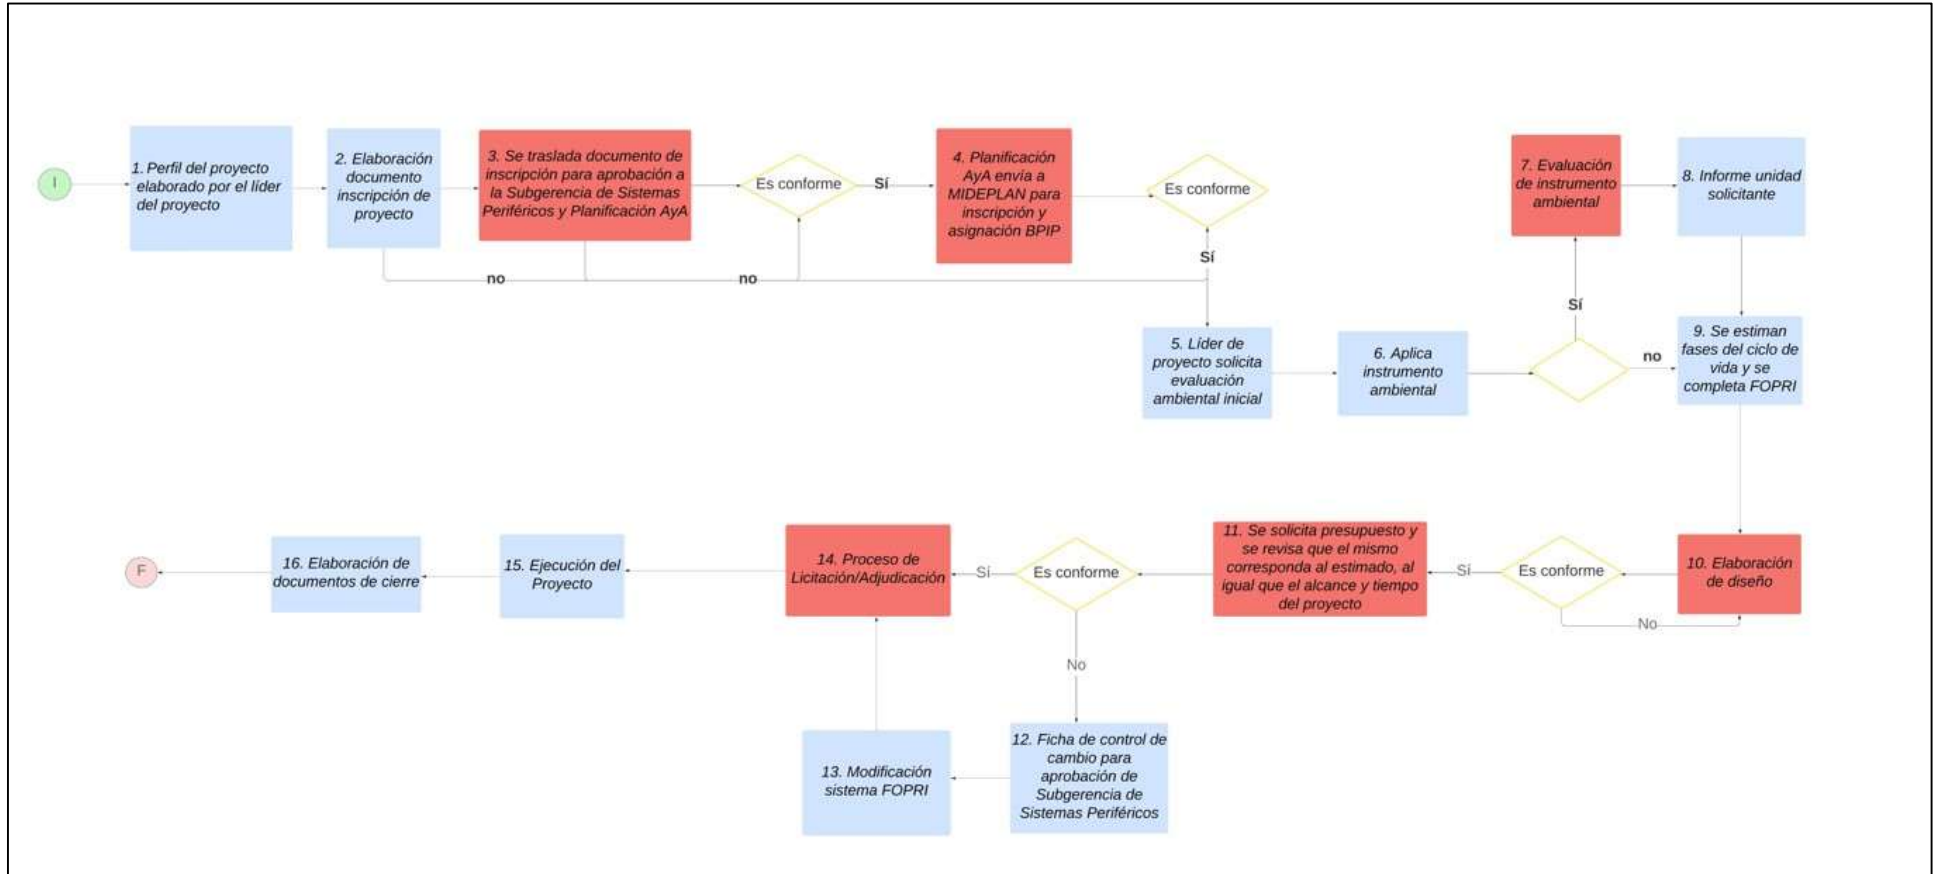 I
1. Perfil del proyecto
elaborado por el líder
del proyecto
2. Elaboración
documento
inscripción de
proyecto
3. Se traslada documento de
inscripción para aprobación a
la Subgerencia de Sistemas
Periféricos y Planificación AyA
Es conforme
Sí
4. Planificación
AyA envía a
MIDEPLAN para
inscripción y
asignación BPIP
Es conforme
no
no
Sí
5. Líder de
proyecto solicita
evaluación
ambiental inicial
6. Aplica
instrumento
ambiental
Sí
no
7. Evaluación
de instrumento
ambiental
8. Informe unidad
solicitante
9. Se estiman
fases del ciclo de
vida y se
completa FOPRI
10. Elaboración
de diseño
Es conforme
No
Sí
11. Se solicita presupuesto y
se revisa que el mismo
corresponda al estimado, al
igual que el alcance y tiempo
del proyecto
Es conforme
Sí
No
12. Ficha de control de
cambio para
aprobación de
Subgerencia de
Sistemas Periféricos
13. Modificación
sistema FOPRI
14. Proceso de
Licitación/Adjudicación
15. Ejecución del
Proyecto
16. Elaboración de
documentos de cierre
F